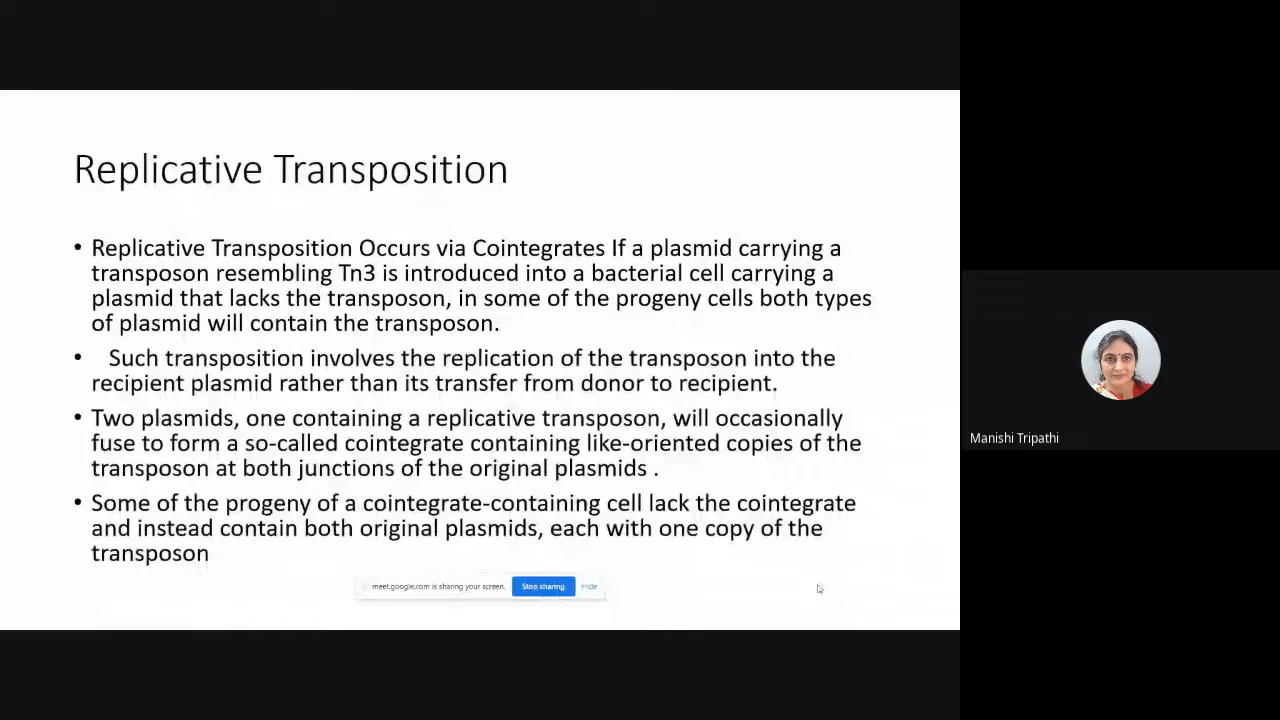 Replicative Transposition
• Replicative Transposition Occurs via Cointegrates If a plasmid carrying a
transposon resembling Tn3 is introduced into a bacterial cell carrying a
plasmid that lacks the transposon, in some of the progeny cells both types
of plasmid will contain the transposon.
• Such transposition involves the replication of the transposon into the
recipient plasmid rather than its transfer from donor to recipient.
• Two plasmids, one containing a replicative transposon, will occasionally
fuse to form a so-called cointegrate containing like-oriented copies of the
transposon at both junctions of the original plasmids .
• Some of the progeny of a cointegrate-containing cell lack the cointegrate
and instead contain both original plasmids, each with one copy of the
transposon
meet.google.com is sharing your screen. Stop sharing Hide
Manishi Tripathi